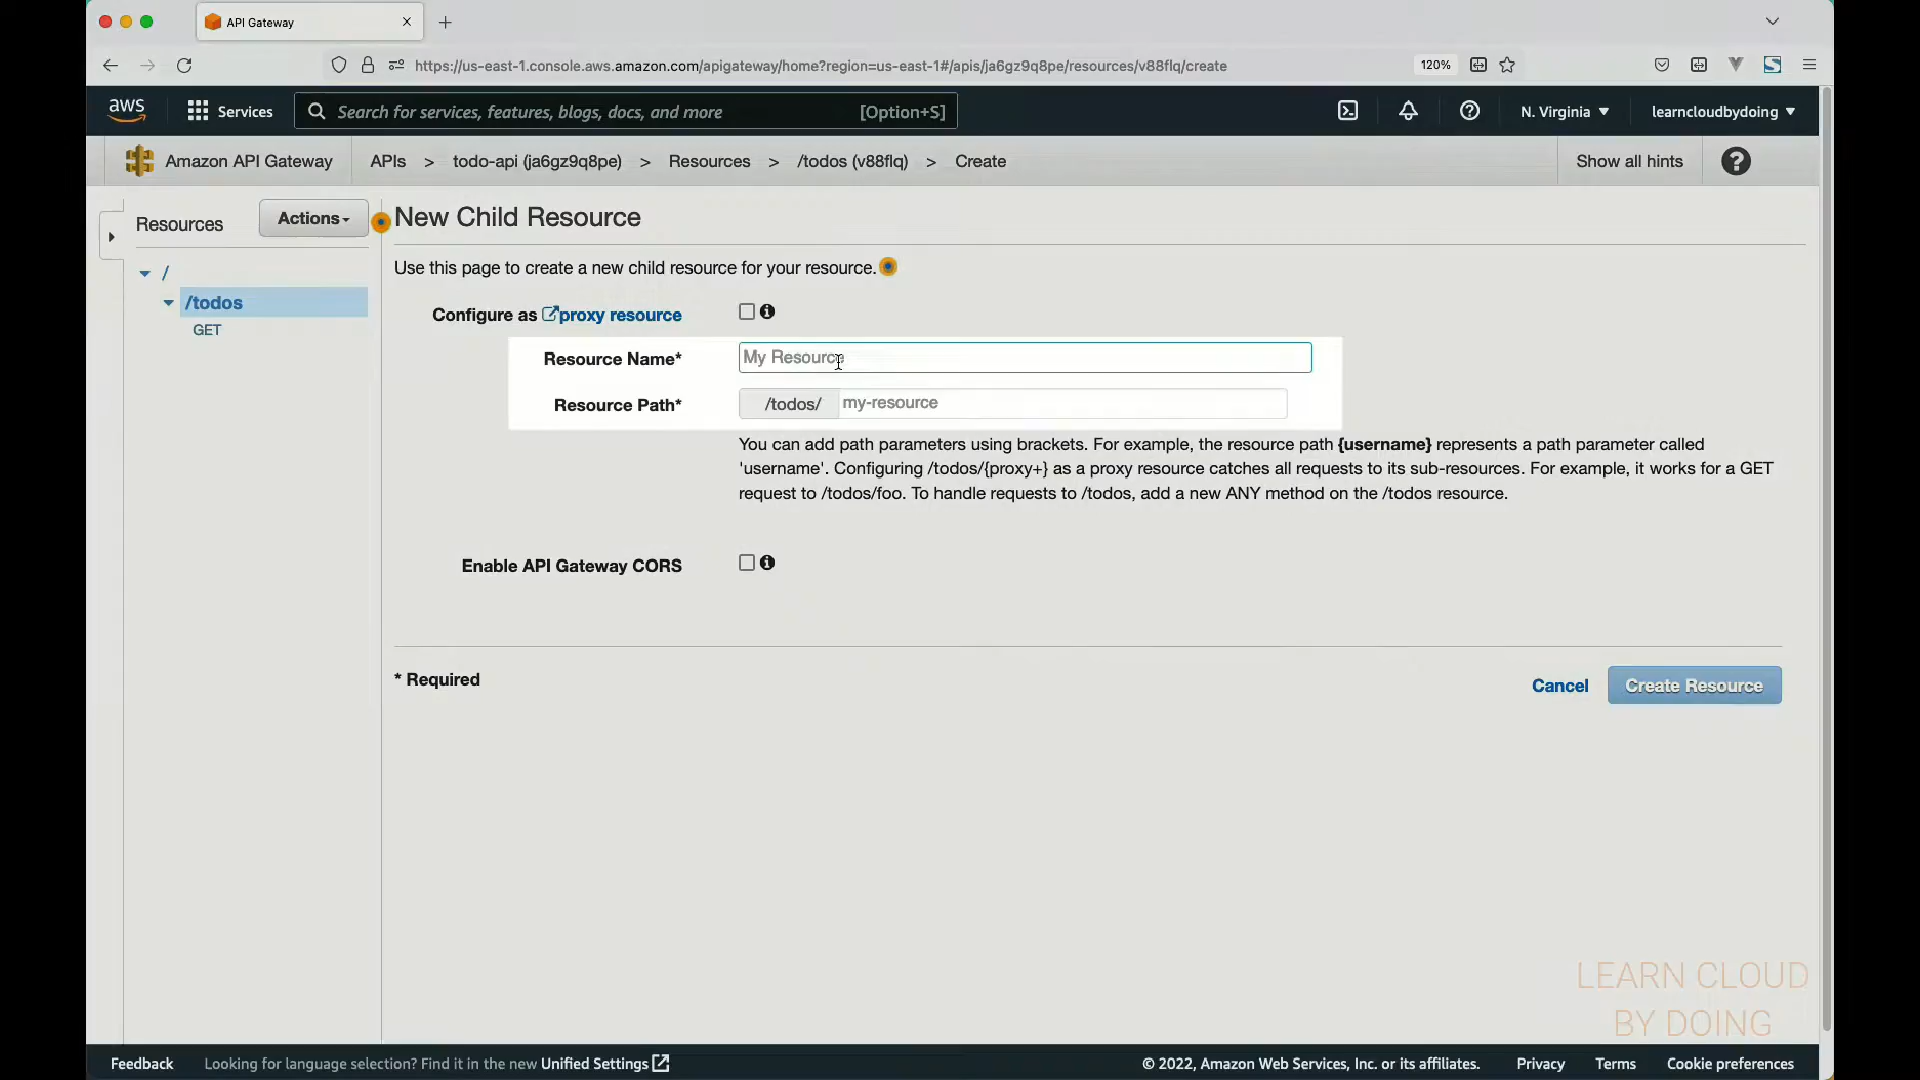 API Gateway
https://us-east-1.console.aws.amazon.com/apigateway/home?region=us-east-1#/apis/ja6gz9q8pe/resources/v88flq/create
120%
aws
Services
Search for services, features, blogs, docs, and more
[Option+S]
N. Virginia
learncloudbydoing
Amazon API Gateway
APIs > todo-api (ja6gz9q8pe) > Resources > /todos (v88flq) > Create
Show all hints
Resources
Actions
/
/todos
GET
New Child Resource
Use this page to create a new child resource for your resource.
Configure as proxy resource
Resource Name*
My Resource
Resource Path*
/todos/
my-resource
You can add path parameters using brackets. For example, the resource path {username} represents a path parameter called
'username'. Configuring /todos/{proxy+} as a proxy resource catches all requests to its sub-resources. For example, it works for a GET
request to /todos/foo. To handle requests to /todos, add a new ANY method on the /todos resource.
Enable API Gateway CORS
* Required
Cancel
Create Resource
LEARN CLOUD
BY DOING
Feedback
Looking for language selection? Find it in the new Unified Settings
© 2022, Amazon Web Services, Inc. or its affiliates.
Privacy
Terms
Cookie preferences